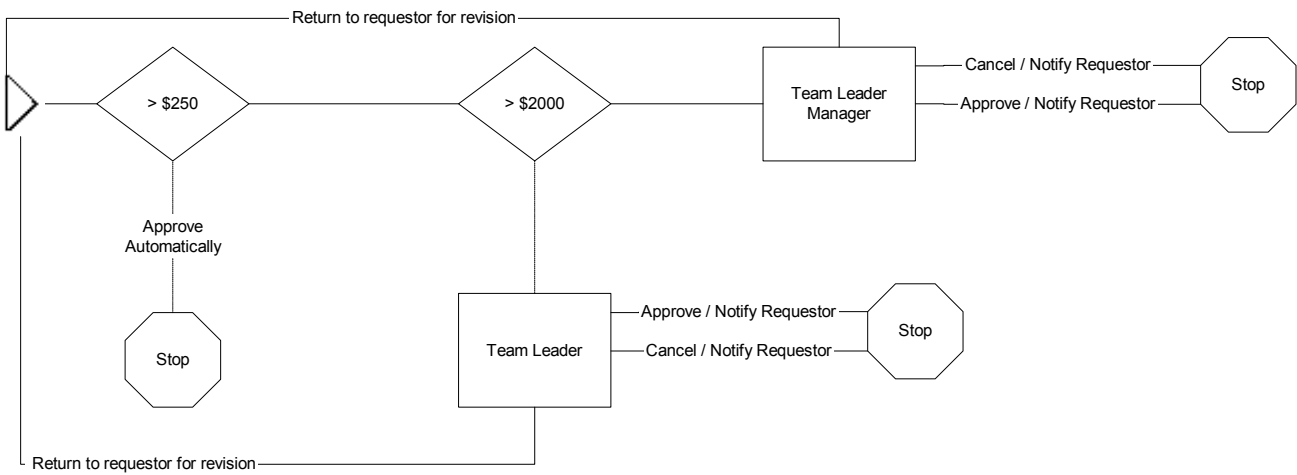 Return to requestor for revision
> $250
> $2000
Team Leader
Manager
Cancel / Notify Requestor
Approve / Notify Requestor
Stop
Approve
Automatically
Stop
Team Leader
Approve / Notify Requestor
Cancel / Notify Requestor
Stop
Return to requestor for revision